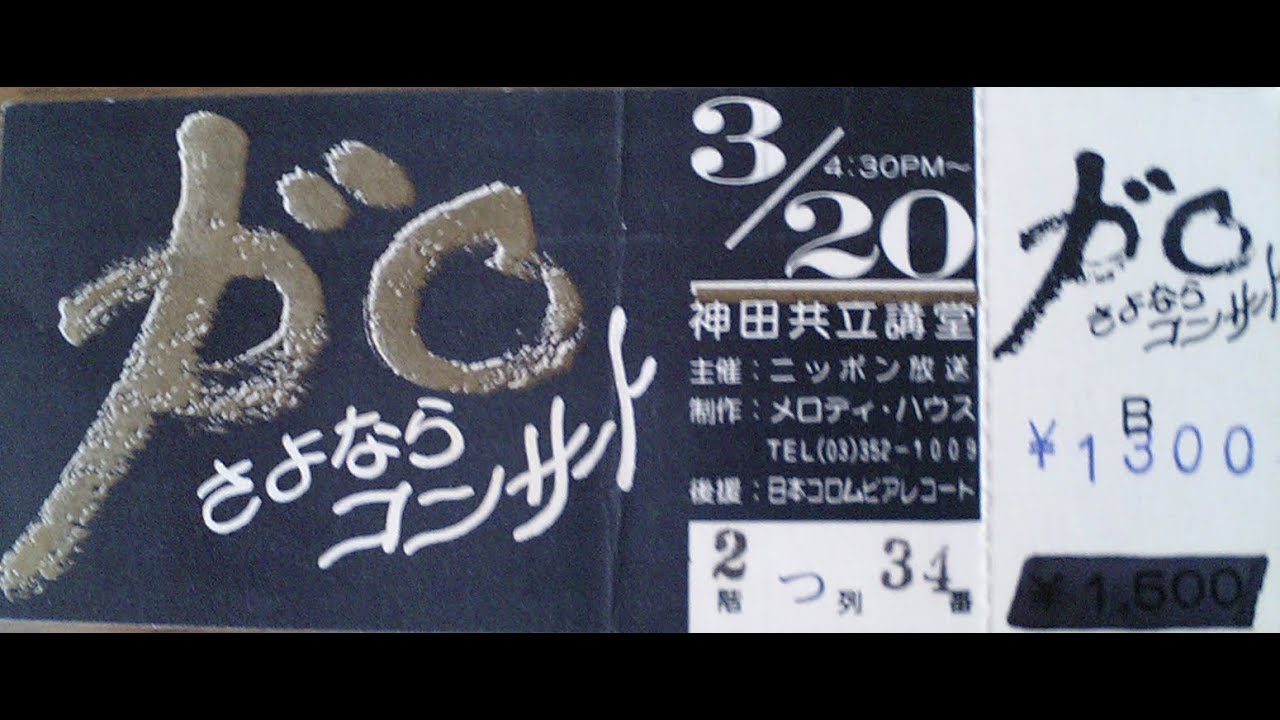 ガロ
さよなら
コンサート
3/20
4:30PM～
神田共立講堂
主催：ニッポン放送
制作：メロディ・ハウス
TEL(03)352-1009
後援：日本コロムビアレコード
2階 つ列 34番
ガロ
さよなら
コンサート
日
¥1300
¥1,500